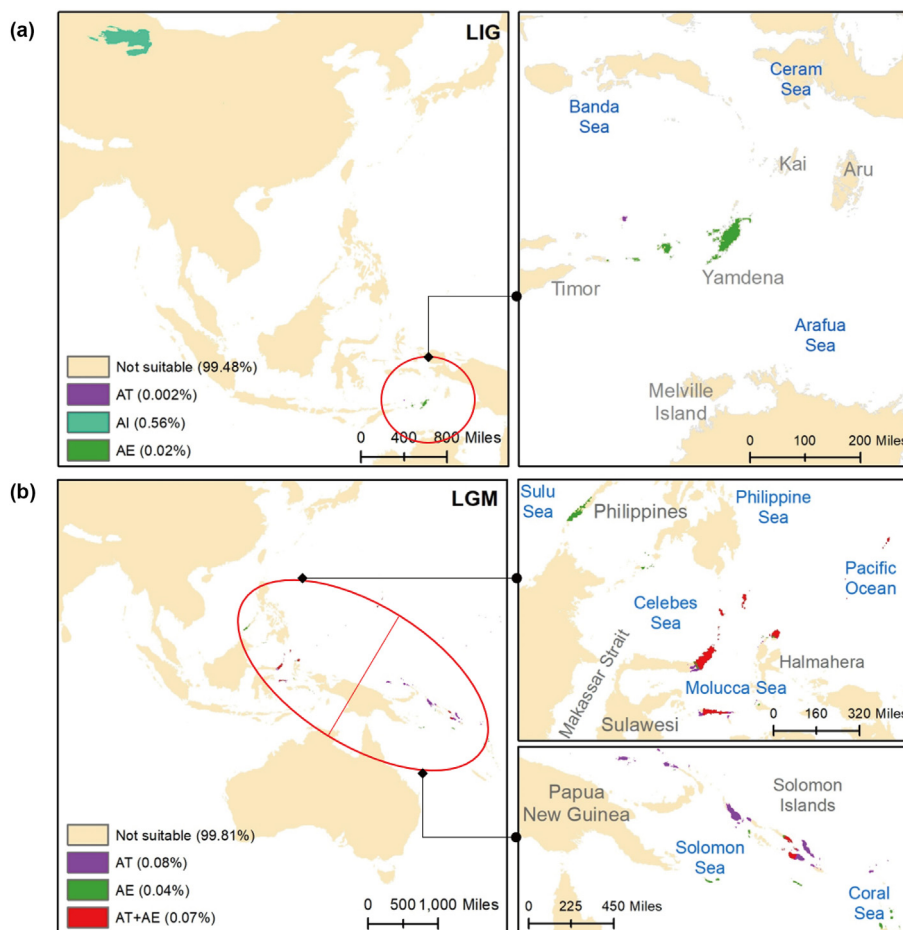 (a)
LIG
Not suitable (99.48%)
AT (0.002%)
AI (0.56%)
AE (0.02%)
0 400 800 Miles
Ceram
Sea
Banda
Sea
Kai
Aru
Timor
Yamdena
Arafua
Sea
Melville
Island
0 100 200 Miles
(b)
LGM
Not suitable (99.81%)
AT (0.08%)
AE (0.04%)
AT+AE (0.07%)
0 500 1,000 Miles
Sulu
Sea
Philippines
Philippine
Sea
Pacific
Ocean
Celebes
Sea
Makassar Strait
Halmahera
Molucca Sea
Sulawesi
0 160 320 Miles
Papua
New Guinea
Solomon
Islands
Solomon
Sea
Coral
Sea
0 225 450 Miles